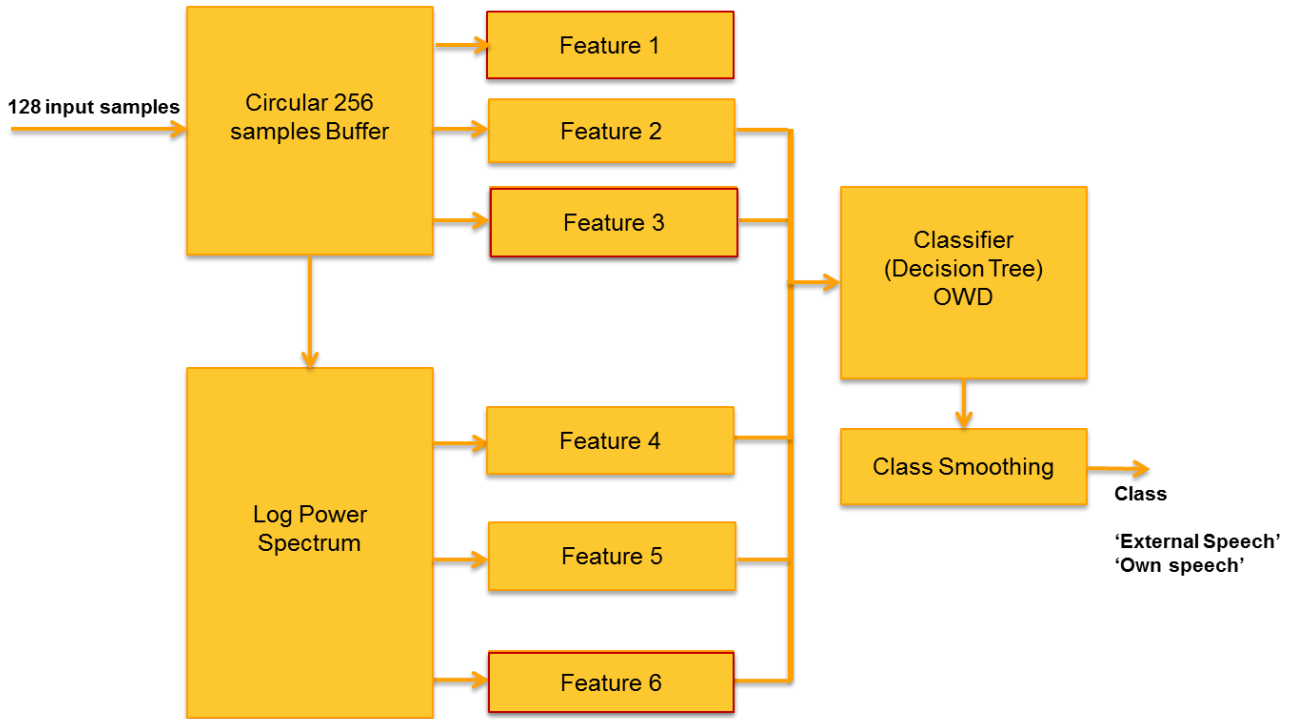 128 input samples
Circular 256
samples Buffer
Feature 1
Feature 2
Feature 3
Classifier
(Decision Tree)
OWD
Log Power
Spectrum
Feature 4
Feature 5
Feature 6
Class Smoothing
Class
‘External Speech’
‘Own speech’